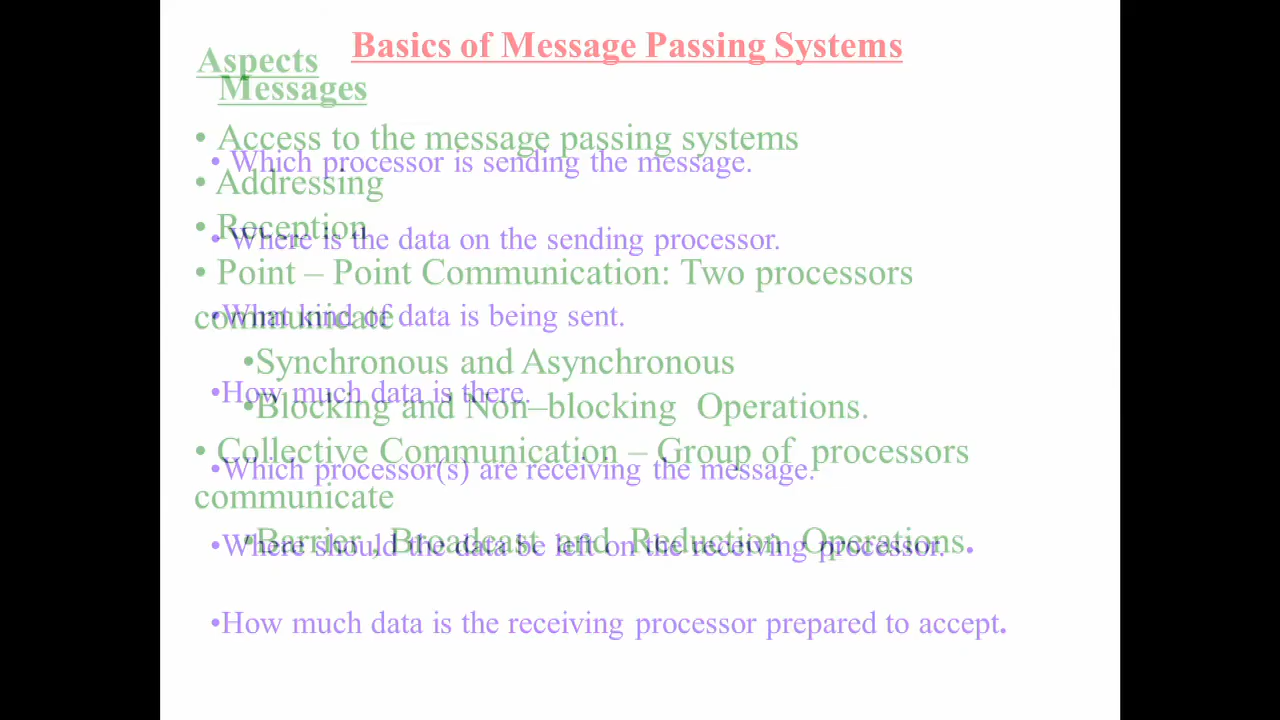 Basics of Message Passing Systems
Aspects
• Access to the message passing systems
• Addressing
• Reception
• Point – Point Communication: Two processors
communicate
•Synchronous and Asynchronous
•Blocking and Non–blocking Operations.
• Collective Communication – Group of processors
communicate
•Barrier , Broadcast and Reduction Operations.
Messages
• Which processor is sending the message.
• Where is the data on the sending processor.
•What kind of data is being sent.
•How much data is there.
•Which processor(s) are receiving the message.
•Where should the data be left on the receiving processor.
•How much data is the receiving processor prepared to accept.